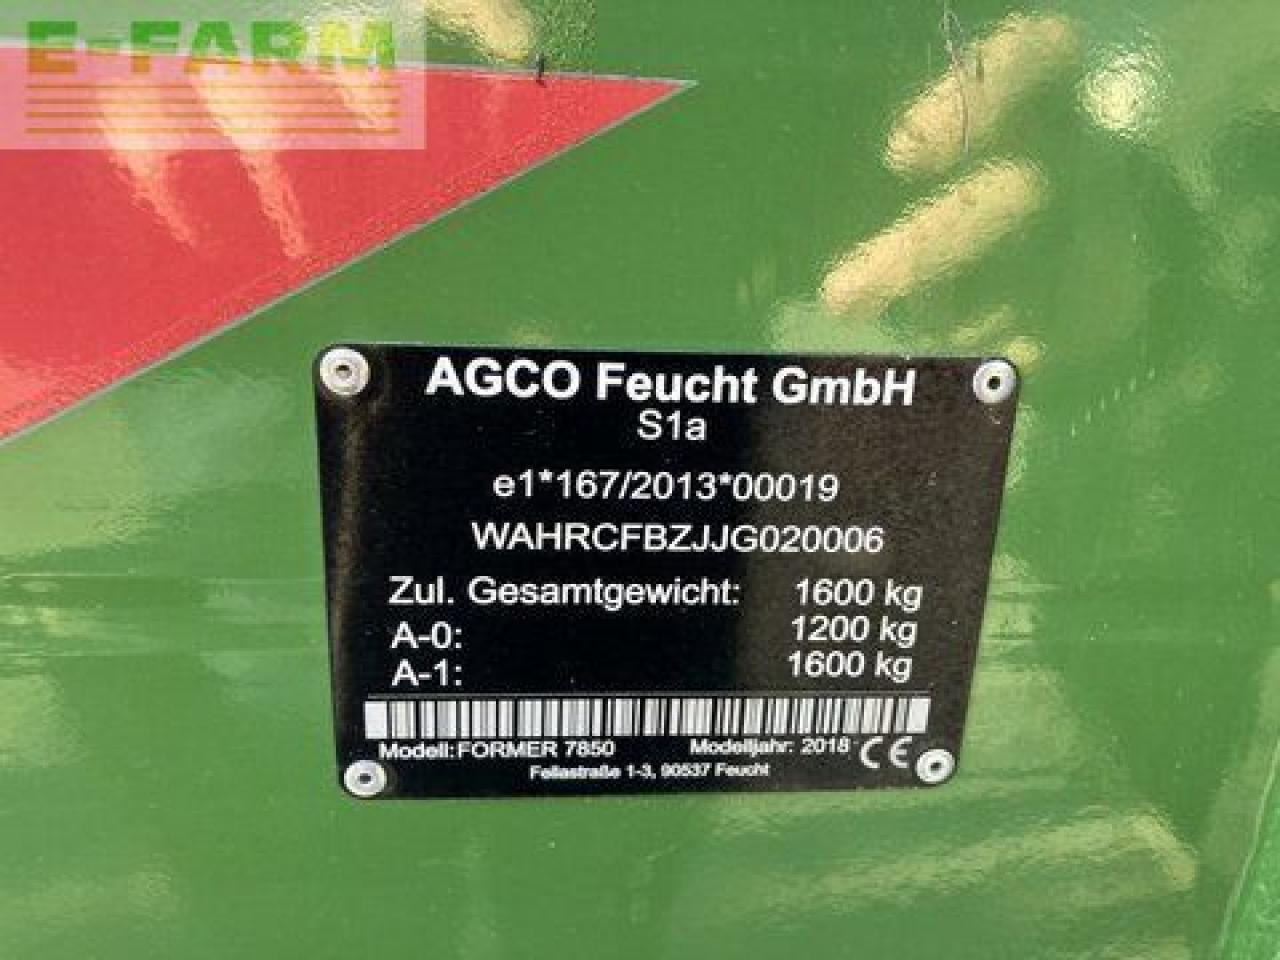 E-FARM
AGCO Feucht GmbH
S1a
e1*167/2013*00019
WAHRCFBZJJG020006
Zul. Gesamtgewicht: 1600 kg
A-0: 1200 kg
A-1: 1600 kg
Modell:FORMER 7850 Modelljahr: 2018 CE
Fellastraße 1-3, 90537 Feucht